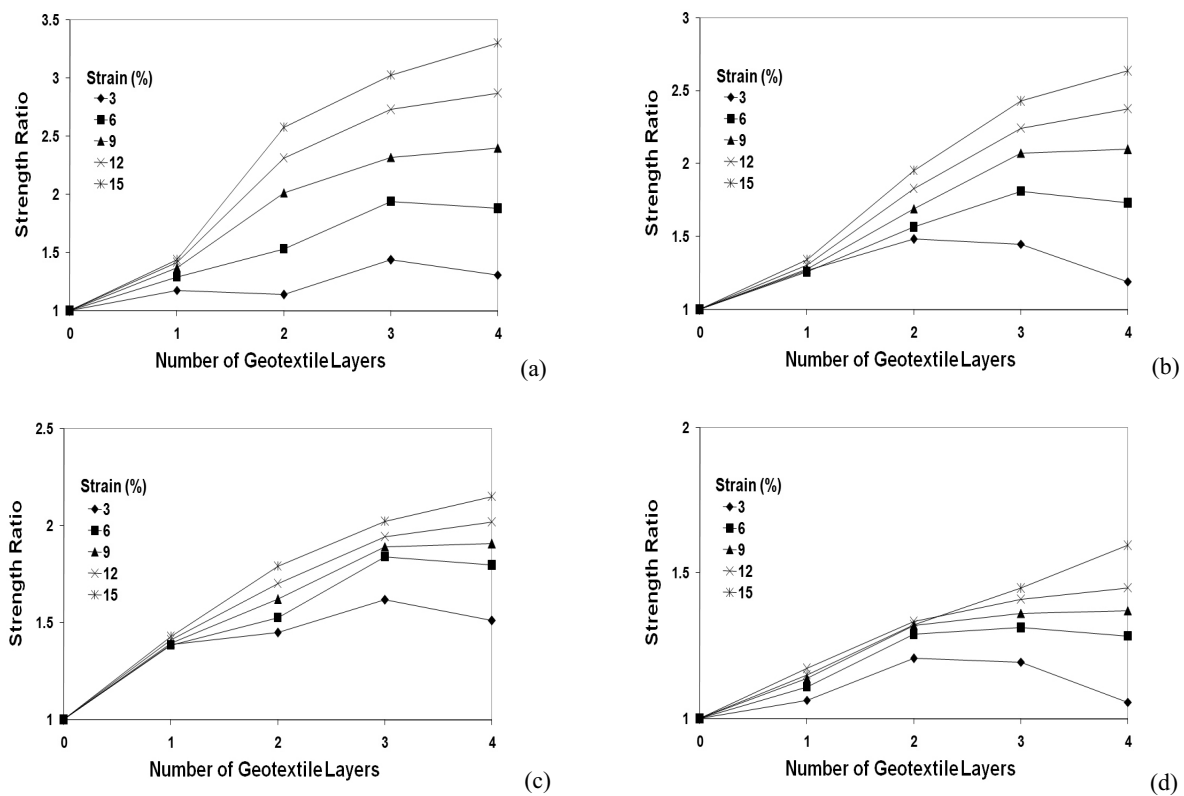 3.5
3
2.5
2
1.5
1
Strength Ratio
Strain (%)
3
6
9
12
15
0 1 2 3 4
Number of Geotextile Layers
(a)
3
2.5
2
1.5
1
Strength Ratio
Strain (%)
3
6
9
12
15
0 1 2 3 4
Number of Geotextile Layers
(b)
2.5
2
1.5
1
Strength Ratio
Strain (%)
3
6
9
12
15
0 1 2 3 4
Number of Geotextile Layers
(c)
2
1.5
1
Strength Ratio
Strain (%)
3
6
9
12
15
0 1 2 3 4
Number of Geotextile Layers
(d)